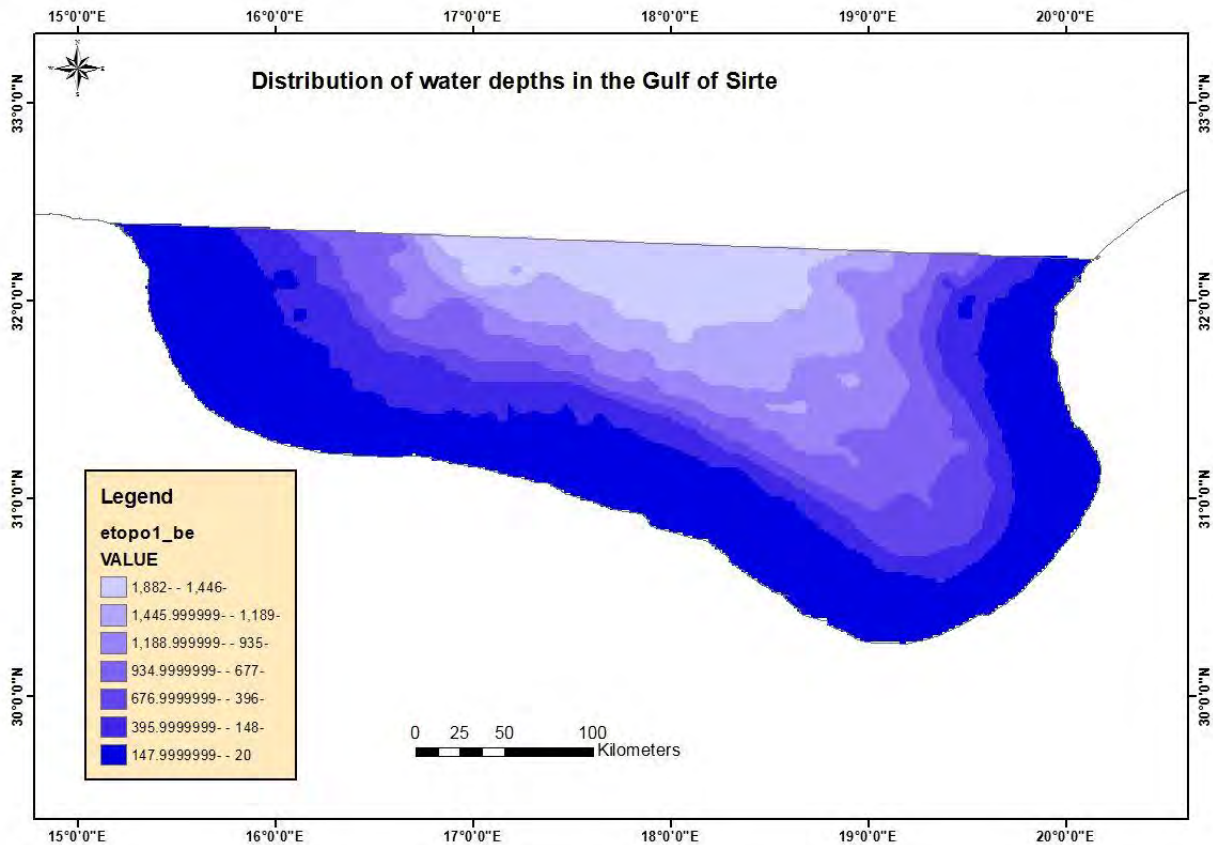 15°0'0"E 16°0'0"E 17°0'0"E 18°0'0"E 19°0'0"E 20°0'0"E
N
W E
S
Distribution of water depths in the Gulf of Sirte
33°0'0"N 33°0'0"N
32°0'0"N 32°0'0"N
31°0'0"N 31°0'0"N
30°0'0"N 30°0'0"N
Legend
etopo1_be
VALUE
1,882- - 1,446-
1,445.999999- - 1,189-
1,188.999999- - 935-
934.9999999- - 677-
676.9999999- - 396-
395.9999999- - 148-
147.9999999- - 20
0 25 50 100
Kilometers
15°0'0"E 16°0'0"E 17°0'0"E 18°0'0"E 19°0'0"E 20°0'0"E